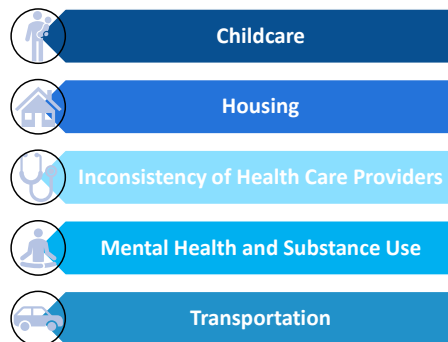 Childcare
Housing
Inconsistency of Health Care Providers
Mental Health and Substance Use
Transportation